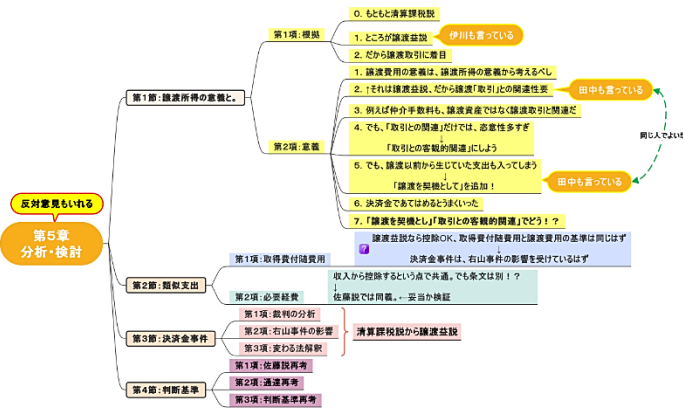 反対意見もいれる
第5章
分析・検討
第1節：譲渡所得の意義と。
第1項：根拠
0. もともと清算課税説
1. ところが譲渡益説
伊川も言っている
2. だから譲渡取引に着目
第2項：意義
1. 譲渡費用の意義は、譲渡所得の意義から考えるべし
2. ↑それは譲渡益説、だから譲渡「取引」との関連性要
田中も言っている
3. 例えば仲介手数料も、譲渡資産ではなく譲渡取引と関連だ
4. でも、「取引との関連」だけでは、恣意性多すぎ
↓
「取引との客観的関連」にしよう
同じ人でよいか
5. でも、譲渡以前から生じていた支出も入ってしまう
↓
「譲渡を契機として」を追加！
田中も言っている
6. 決済金であてはめるとうまくいった
7. 「譲渡を契機とし」「取引との客観的関連」でどう！？
第2節：類似支出
第1項：取得費付随費用
?
譲渡益説なら控除OK、取得費付随費用と譲渡費用の基準は同じはず
↓
決済金事件は、右山事件の影響を受けているはず
第2項：必要経費
収入から控除するという点で共通。でも条文は別！？
↓
佐藤説では同義。←妥当か検証
第3節：決済金事件
第1項：裁判の分析
第2項：右山事件の影響
第3項：変わる法解釈
清算課税説から譲渡益説
第4節：判断基準
第1項：佐藤説再考
第2項：通達再考
第3項：判断基準再考